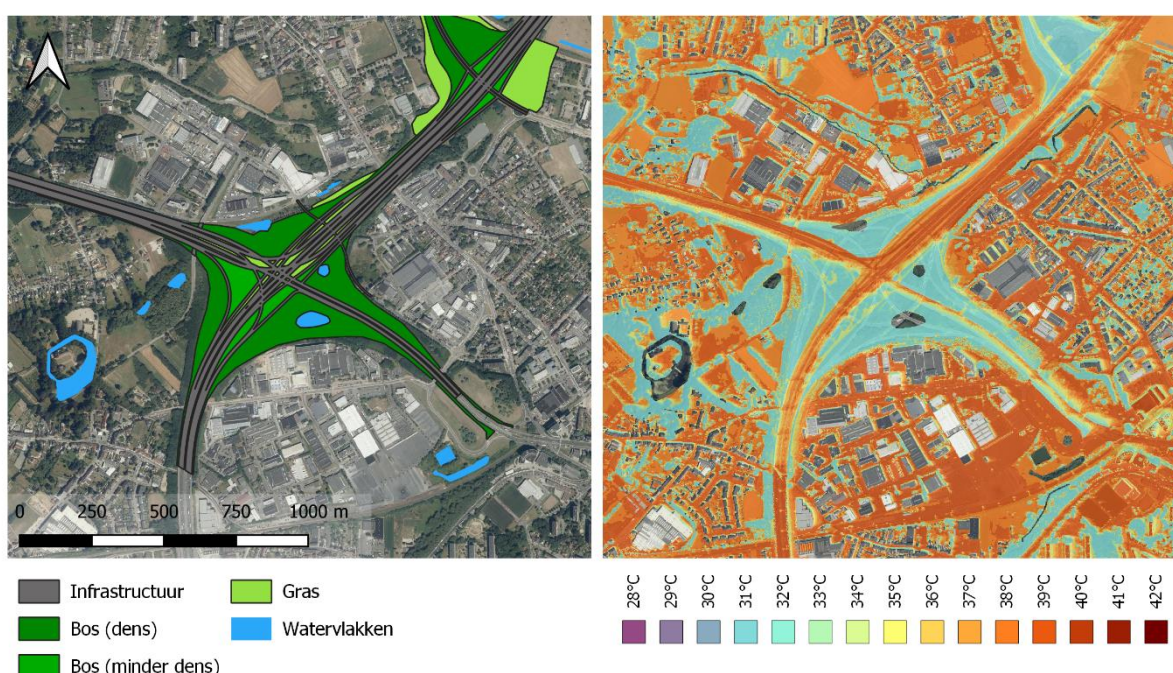 0 250 500 750 1000 m
Infrastructuur
Gras
Bos (dens)
Watervlakken
Bos (minder dens)
28°C 29°C 30°C 31°C 32°C 33°C 34°C 35°C 36°C 37°C 38°C 39°C 40°C 41°C 42°C